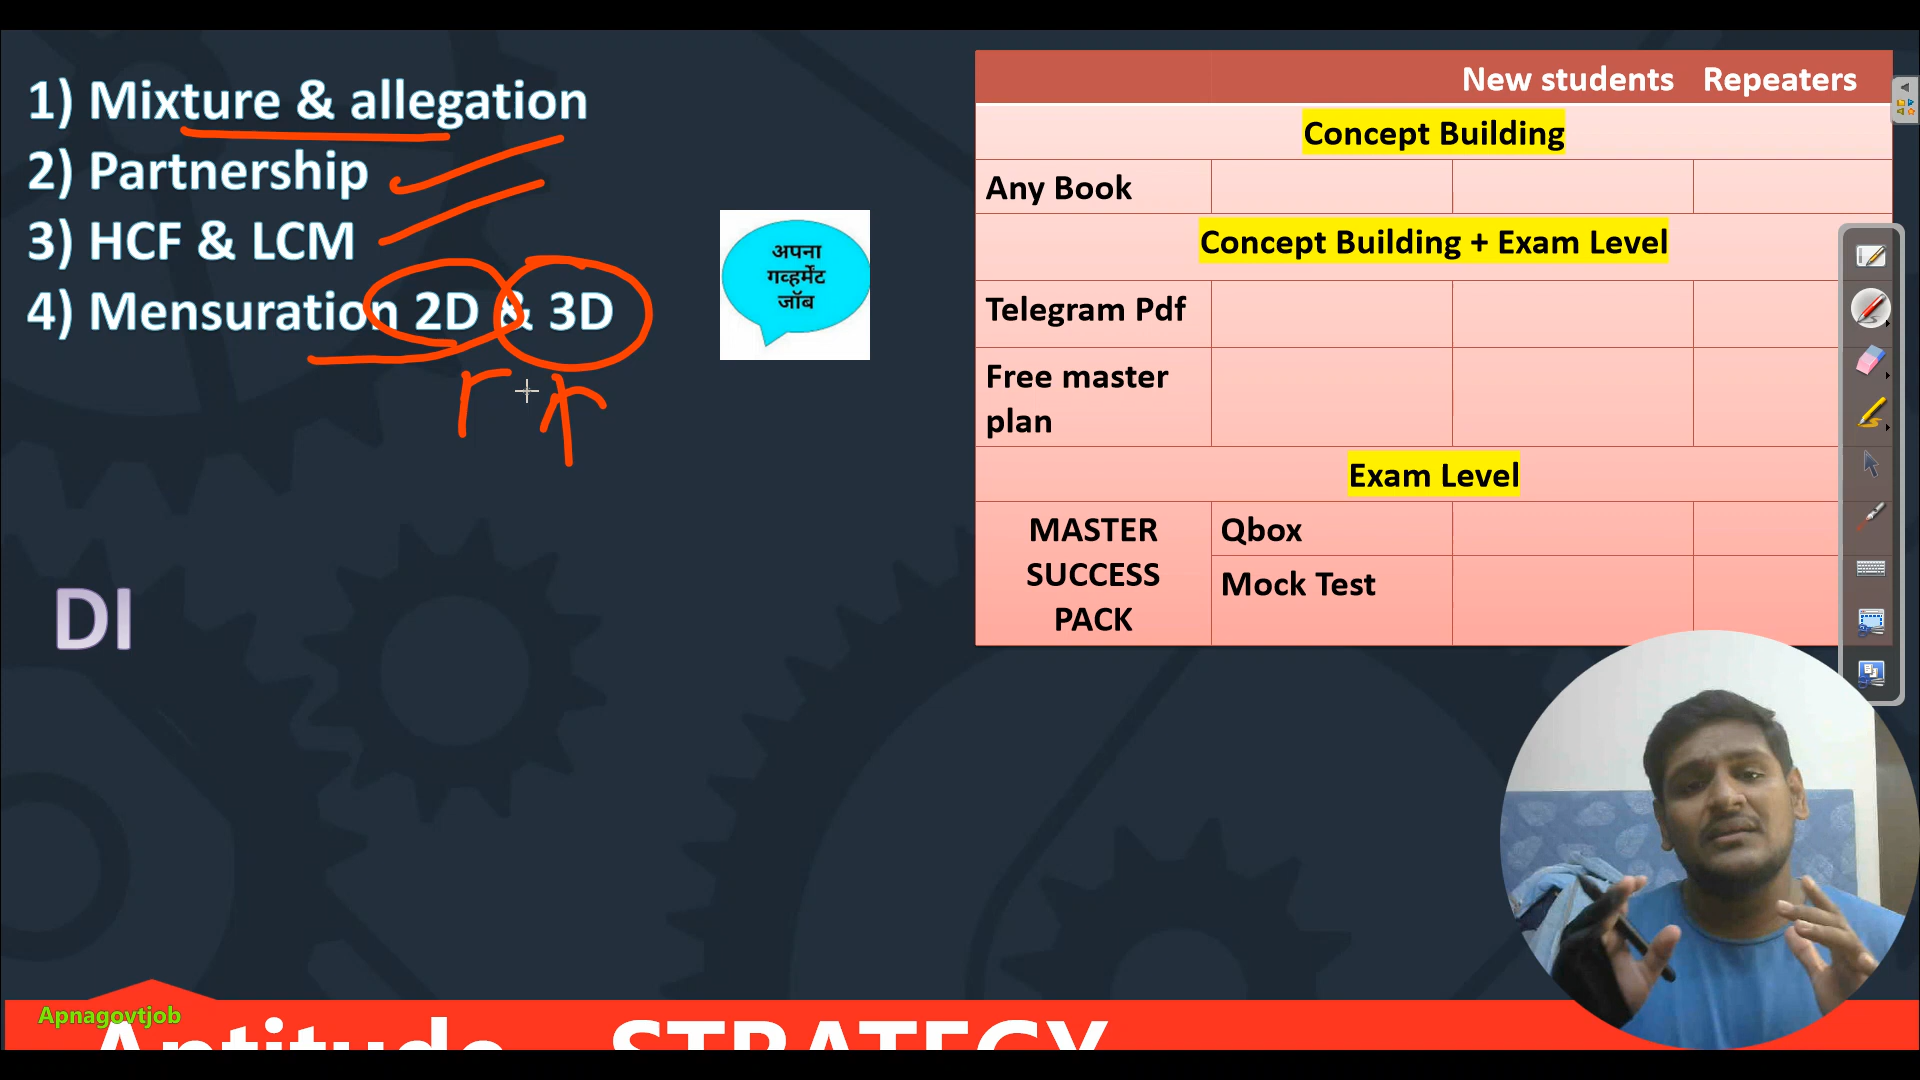 1) Mixture & allegation
2) Partnership
3) HCF & LCM
4) Mensuration 2D & 3D
अपना
गव्हर्मेंट
जॉब
New students Repeaters
Concept Building
Any Book
Concept Building + Exam Level
Telegram Pdf
Free master
plan
Exam Level
MASTER
SUCCESS
PACK
Qbox
Mock Test
DI
Apnagovtjob
Aptitude STRATEGY